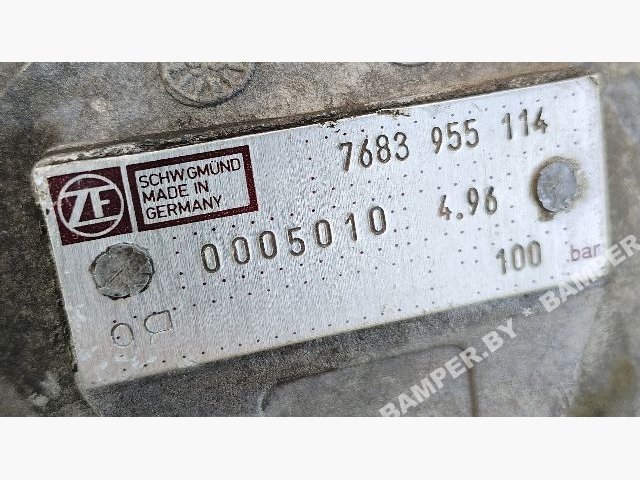 7683 955 114
ZF
SCHW.GMÜND
MADE IN
GERMANY
0005010 4.96
100 bar
BAMPER.BY * BAMPER.